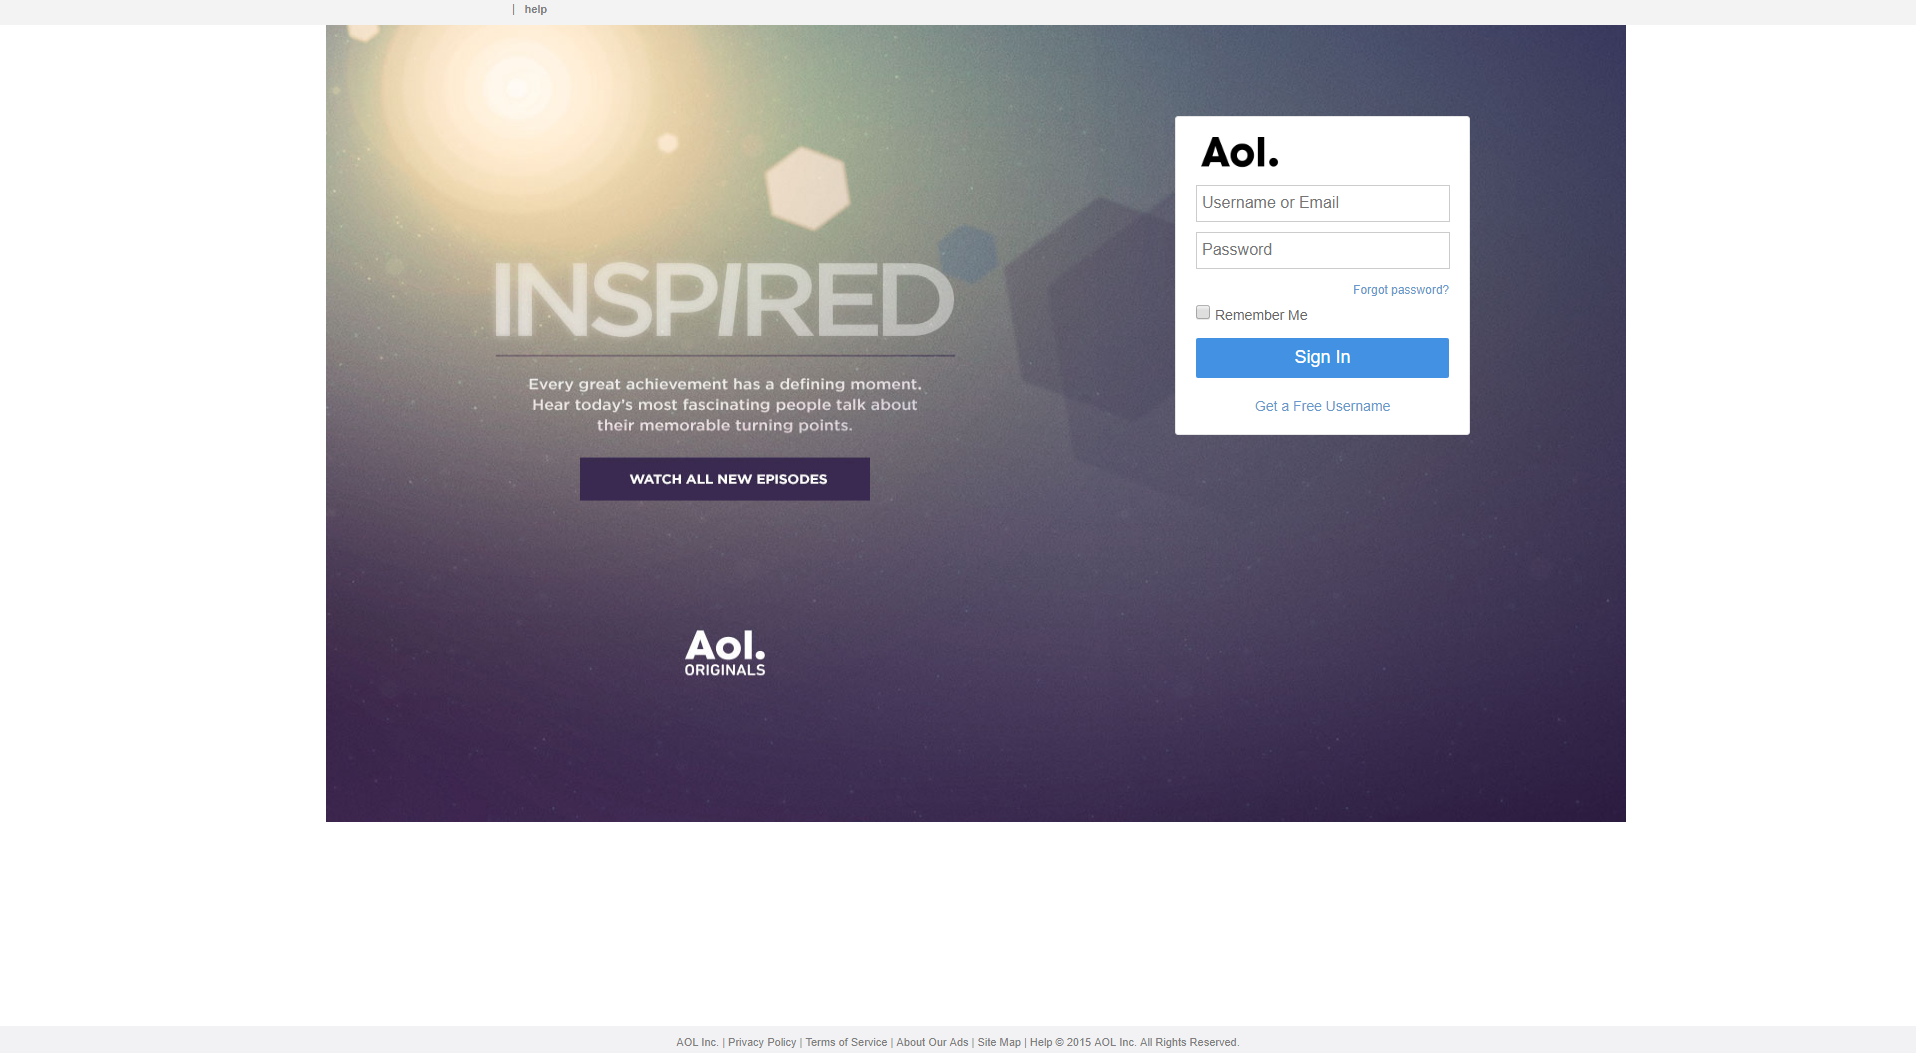 | help
INSPIRED
Every great achievement has a defining moment.
Hear today's most fascinating people talk about
their memorable turning points.
WATCH ALL NEW EPISODES
Aol.
ORIGINALS
Aol.
Username or Email
Password
Forgot password?
Remember Me
Sign In
Get a Free Username
AOL Inc. | Privacy Policy | Terms of Service | About Our Ads | Site Map | Help © 2015 AOL Inc. All Rights Reserved.